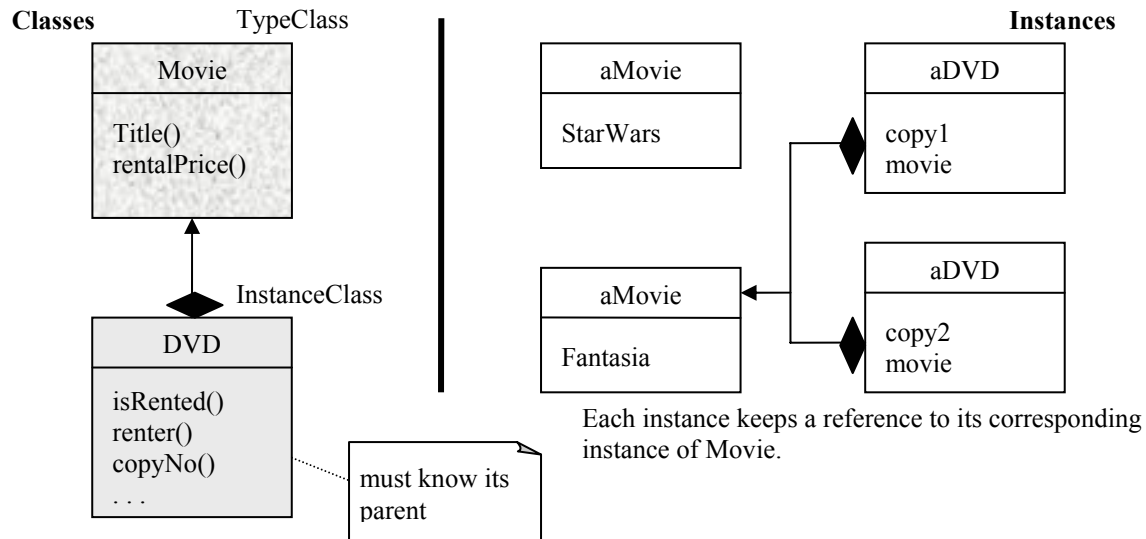 Classes
TypeClass
Movie
Title()
rentalPrice()
InstanceClass
DVD
isRented()
renter()
copyNo()
. . .
must know its
parent
Instances
aMovie
StarWars
aDVD
copy1
movie
aMovie
Fantasia
aDVD
copy2
movie
Each instance keeps a reference to its corresponding
instance of Movie.